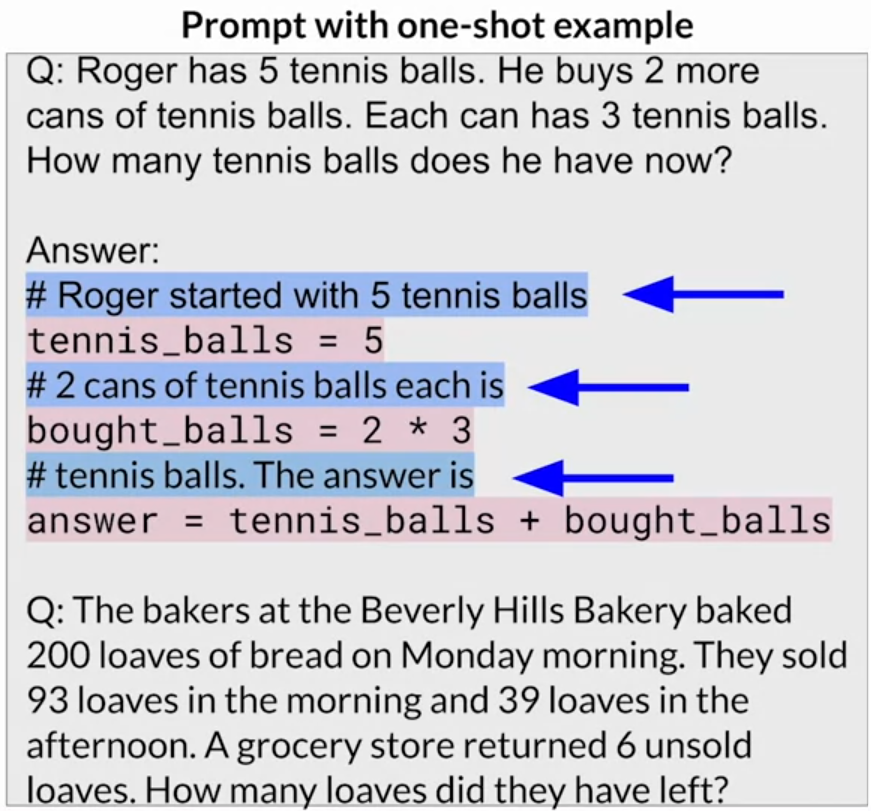 Prompt with one-shot example
Q: Roger has 5 tennis balls. He buys 2 more
cans of tennis balls. Each can has 3 tennis balls.
How many tennis balls does he have now?
Answer:
# Roger started with 5 tennis balls
tennis_balls = 5
# 2 cans of tennis balls each is
bought_balls = 2 * 3
# tennis balls. The answer is
answer = tennis_balls + bought_balls
Q: The bakers at the Beverly Hills Bakery baked
200 loaves of bread on Monday morning. They sold
93 loaves in the morning and 39 loaves in the
afternoon. A grocery store returned 6 unsold
loaves. How many loaves did they have left?